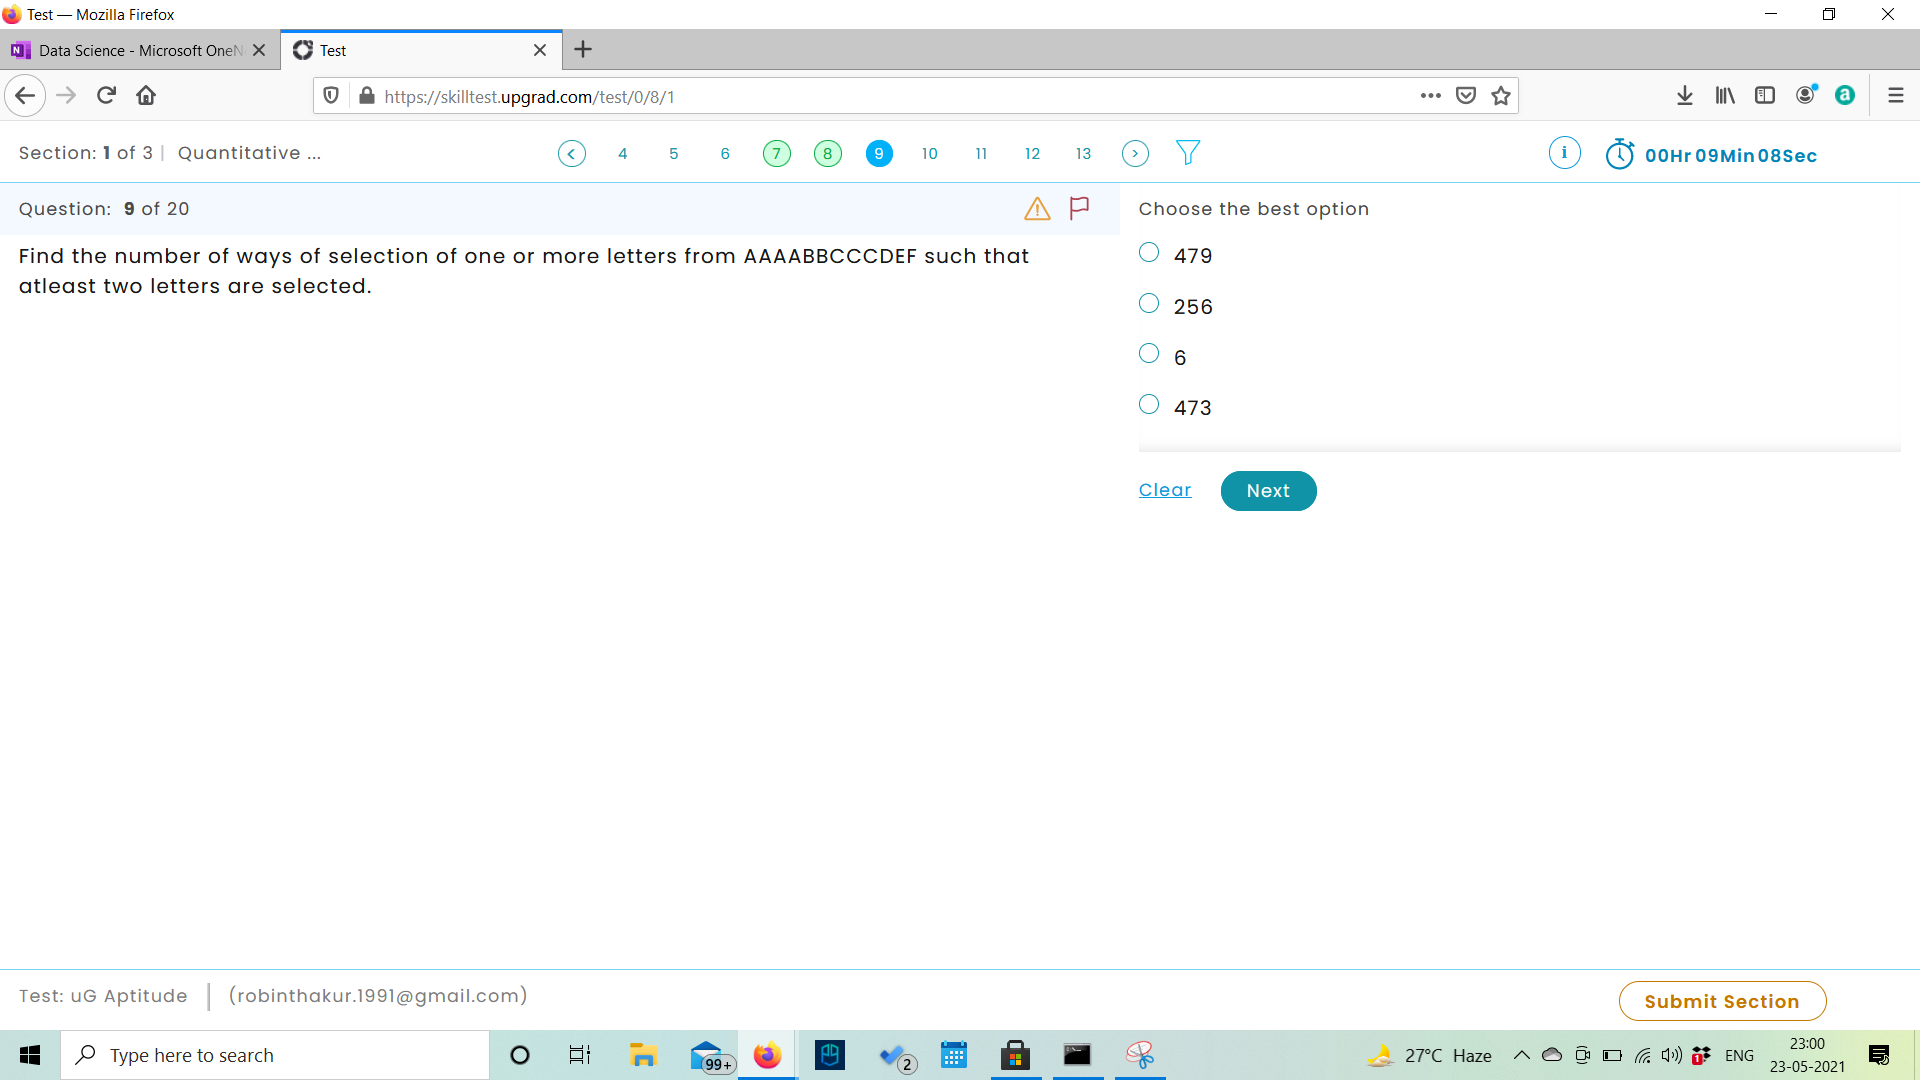 Test — Mozilla Firefox
Data Science - Microsoft OneN
Test
https://skilltest.upgrad.com/test/0/8/1
Section: 1 of 3 | Quantitative ...
4 5 6 7 8 9 10 11 12 13
i
00Hr 09Min 08Sec
Question: 9 of 20
Choose the best option
Find the number of ways of selection of one or more letters from AAAABBCCCDEF such that
atleast two letters are selected.
479
256
6
473
Clear
Next
Test: uG Aptitude
(robinthakur.1991@gmail.com)
Submit Section
Type here to search
99+
2
27°C Haze
1
ENG
23:00
23-05-2021